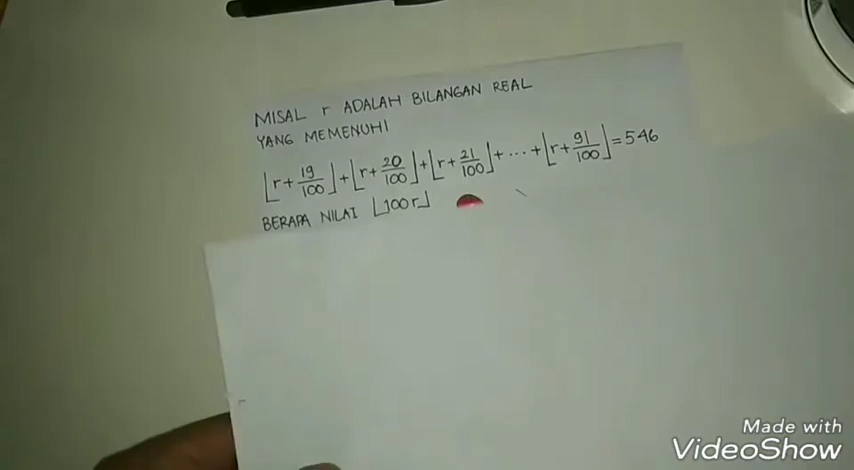 MISAL r ADALAH BILANGAN REAL
YANG MEMENUHI
⌊r+19/100⌋+⌊r+20/100⌋+⌊r+21/100⌋+...+⌊r+91/100⌋=546
BERAPA NILAI ⌊100r⌋
Made with
VideoShow